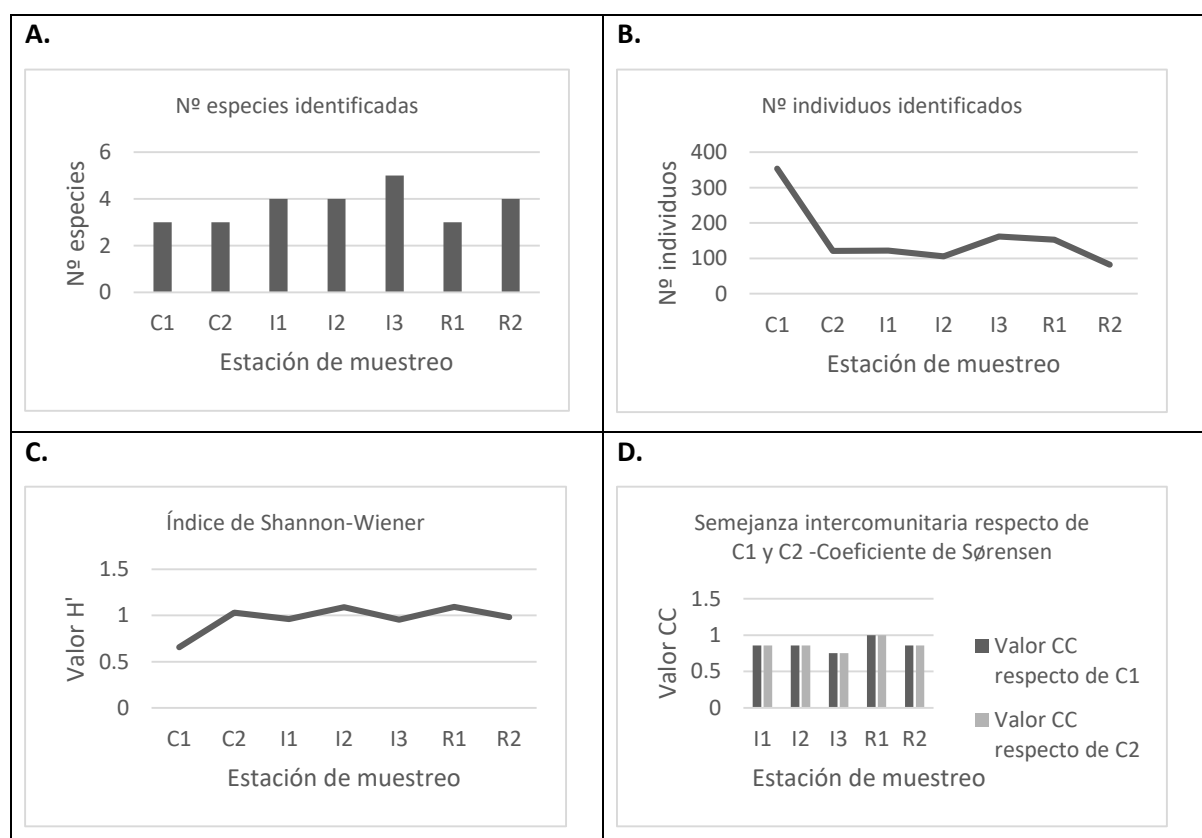 A.
Nº especies identificadas
Nº especies
6
4
2
0
C1 C2 I1 I2 I3 R1 R2
Estación de muestreo
B.
Nº individuos identificados
Nº individuos
400
300
200
100
0
C1 C2 I1 I2 I3 R1 R2
Estación de muestreo
C.
Índice de Shannon-Wiener
Valor H'
1.5
1
0.5
0
C1 C2 I1 I2 I3 R1 R2
Estación de muestreo
D.
Semejanza intercomunitaria respecto de
C1 y C2 -Coeficiente de Sørensen
Valor CC
1.5
1
0.5
0
I1 I2 I3 R1 R2
Estación de muestreo
Valor CC
respecto de C1
Valor CC
respecto de C2